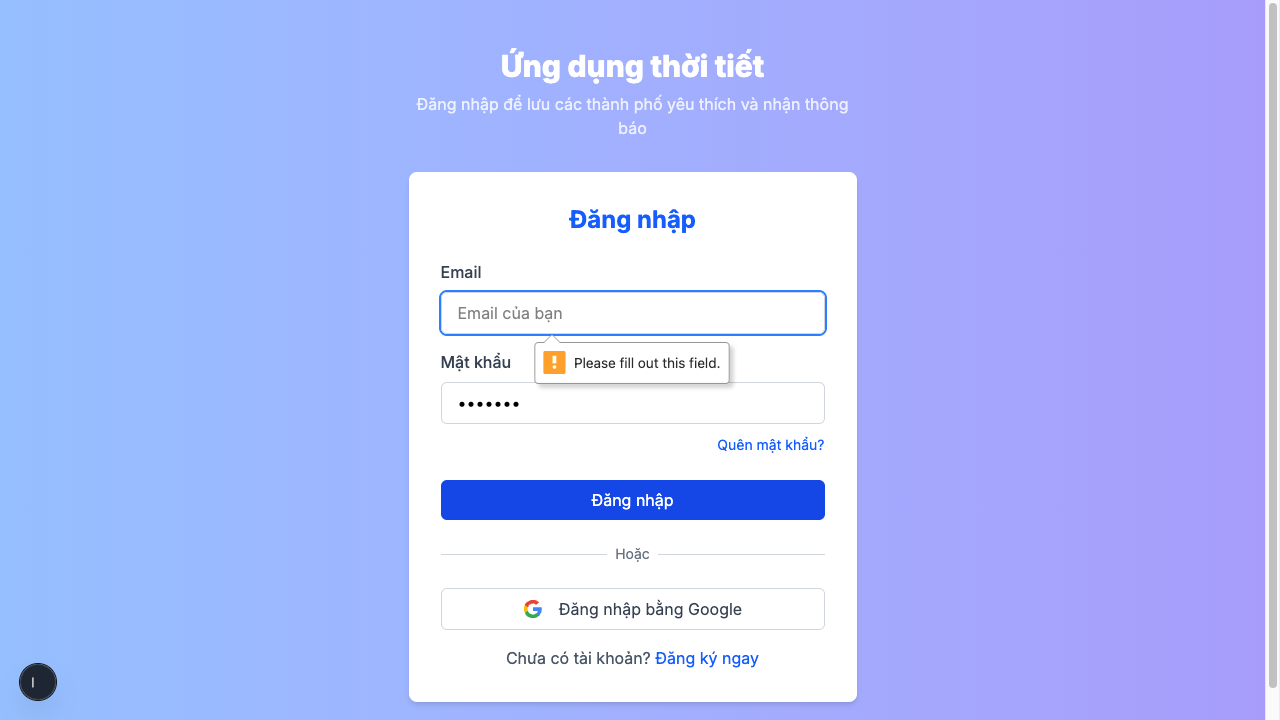 Ứng dụng thời tiết
Đăng nhập để lưu các thành phố yêu thích và nhận thông
báo
Đăng nhập
Email
Email của bạn
Please fill out this field.
Mật khẩu
•••••••
Quên mật khẩu?
Đăng nhập
Hoặc
Đăng nhập bằng Google
Chưa có tài khoản? Đăng ký ngay